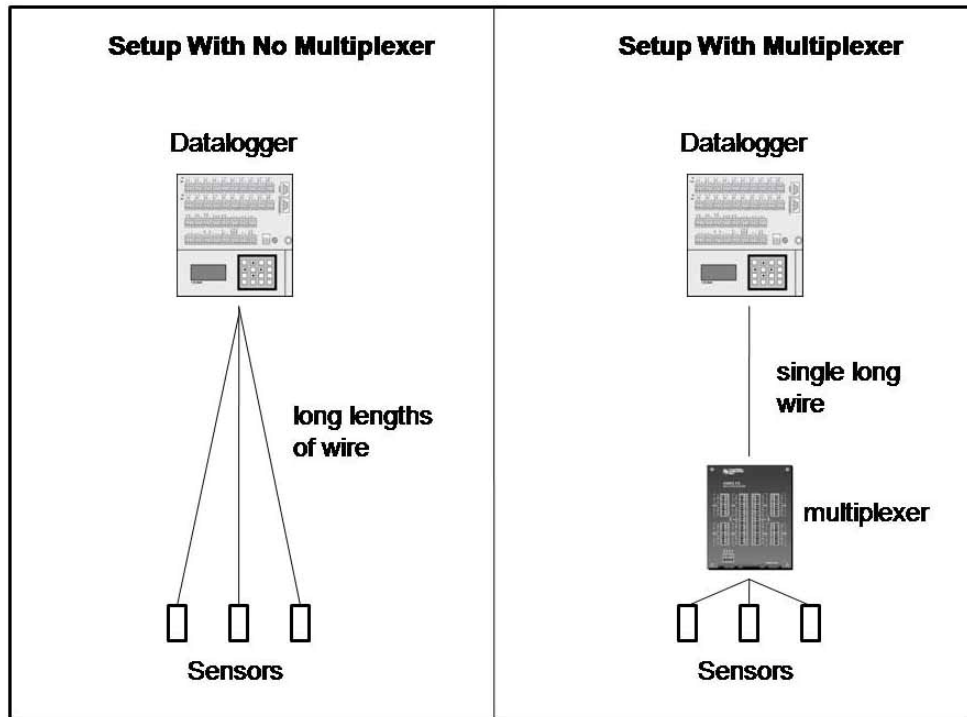 Setup With No Multiplexer
Datalogger
long lengths
of wire
Sensors
Setup With Multiplexer
Datalogger
single long
wire
multiplexer
Sensors